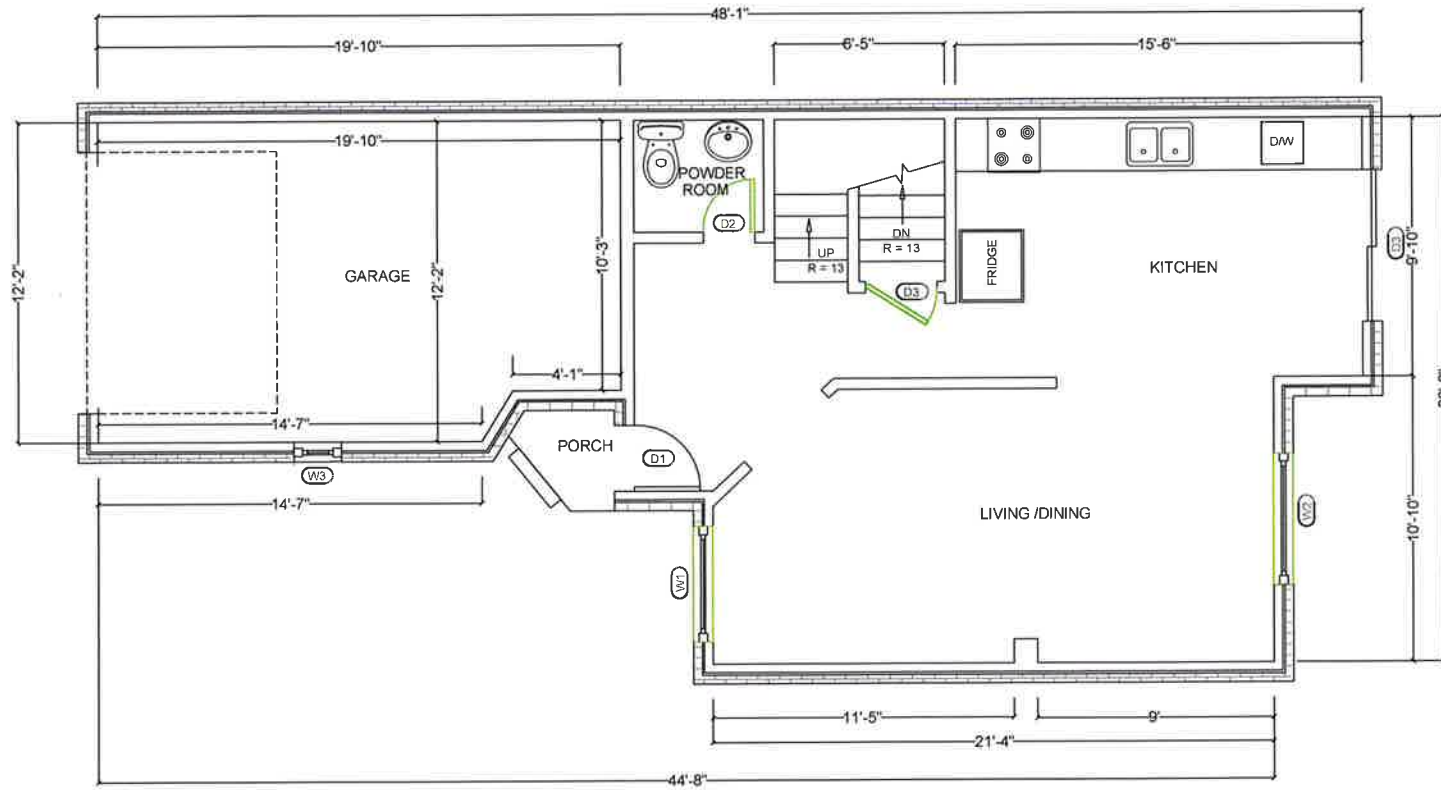 48'-1"
19'-10"
6'-5"
15'-6"
19'-10"
POWDER
ROOM
D/W
D2
UP
R = 13
DN
R = 13
D3
FRIDGE
KITCHEN
D3
9'-10"
12'-2"
GARAGE
12'-2"
10'-3"
4'-1"
14'-7"
PORCH
D1
W3
14'-7"
LIVING /DINING
W1
W2
10'-10"
11'-5"
9'
21'-4"
44'-8"